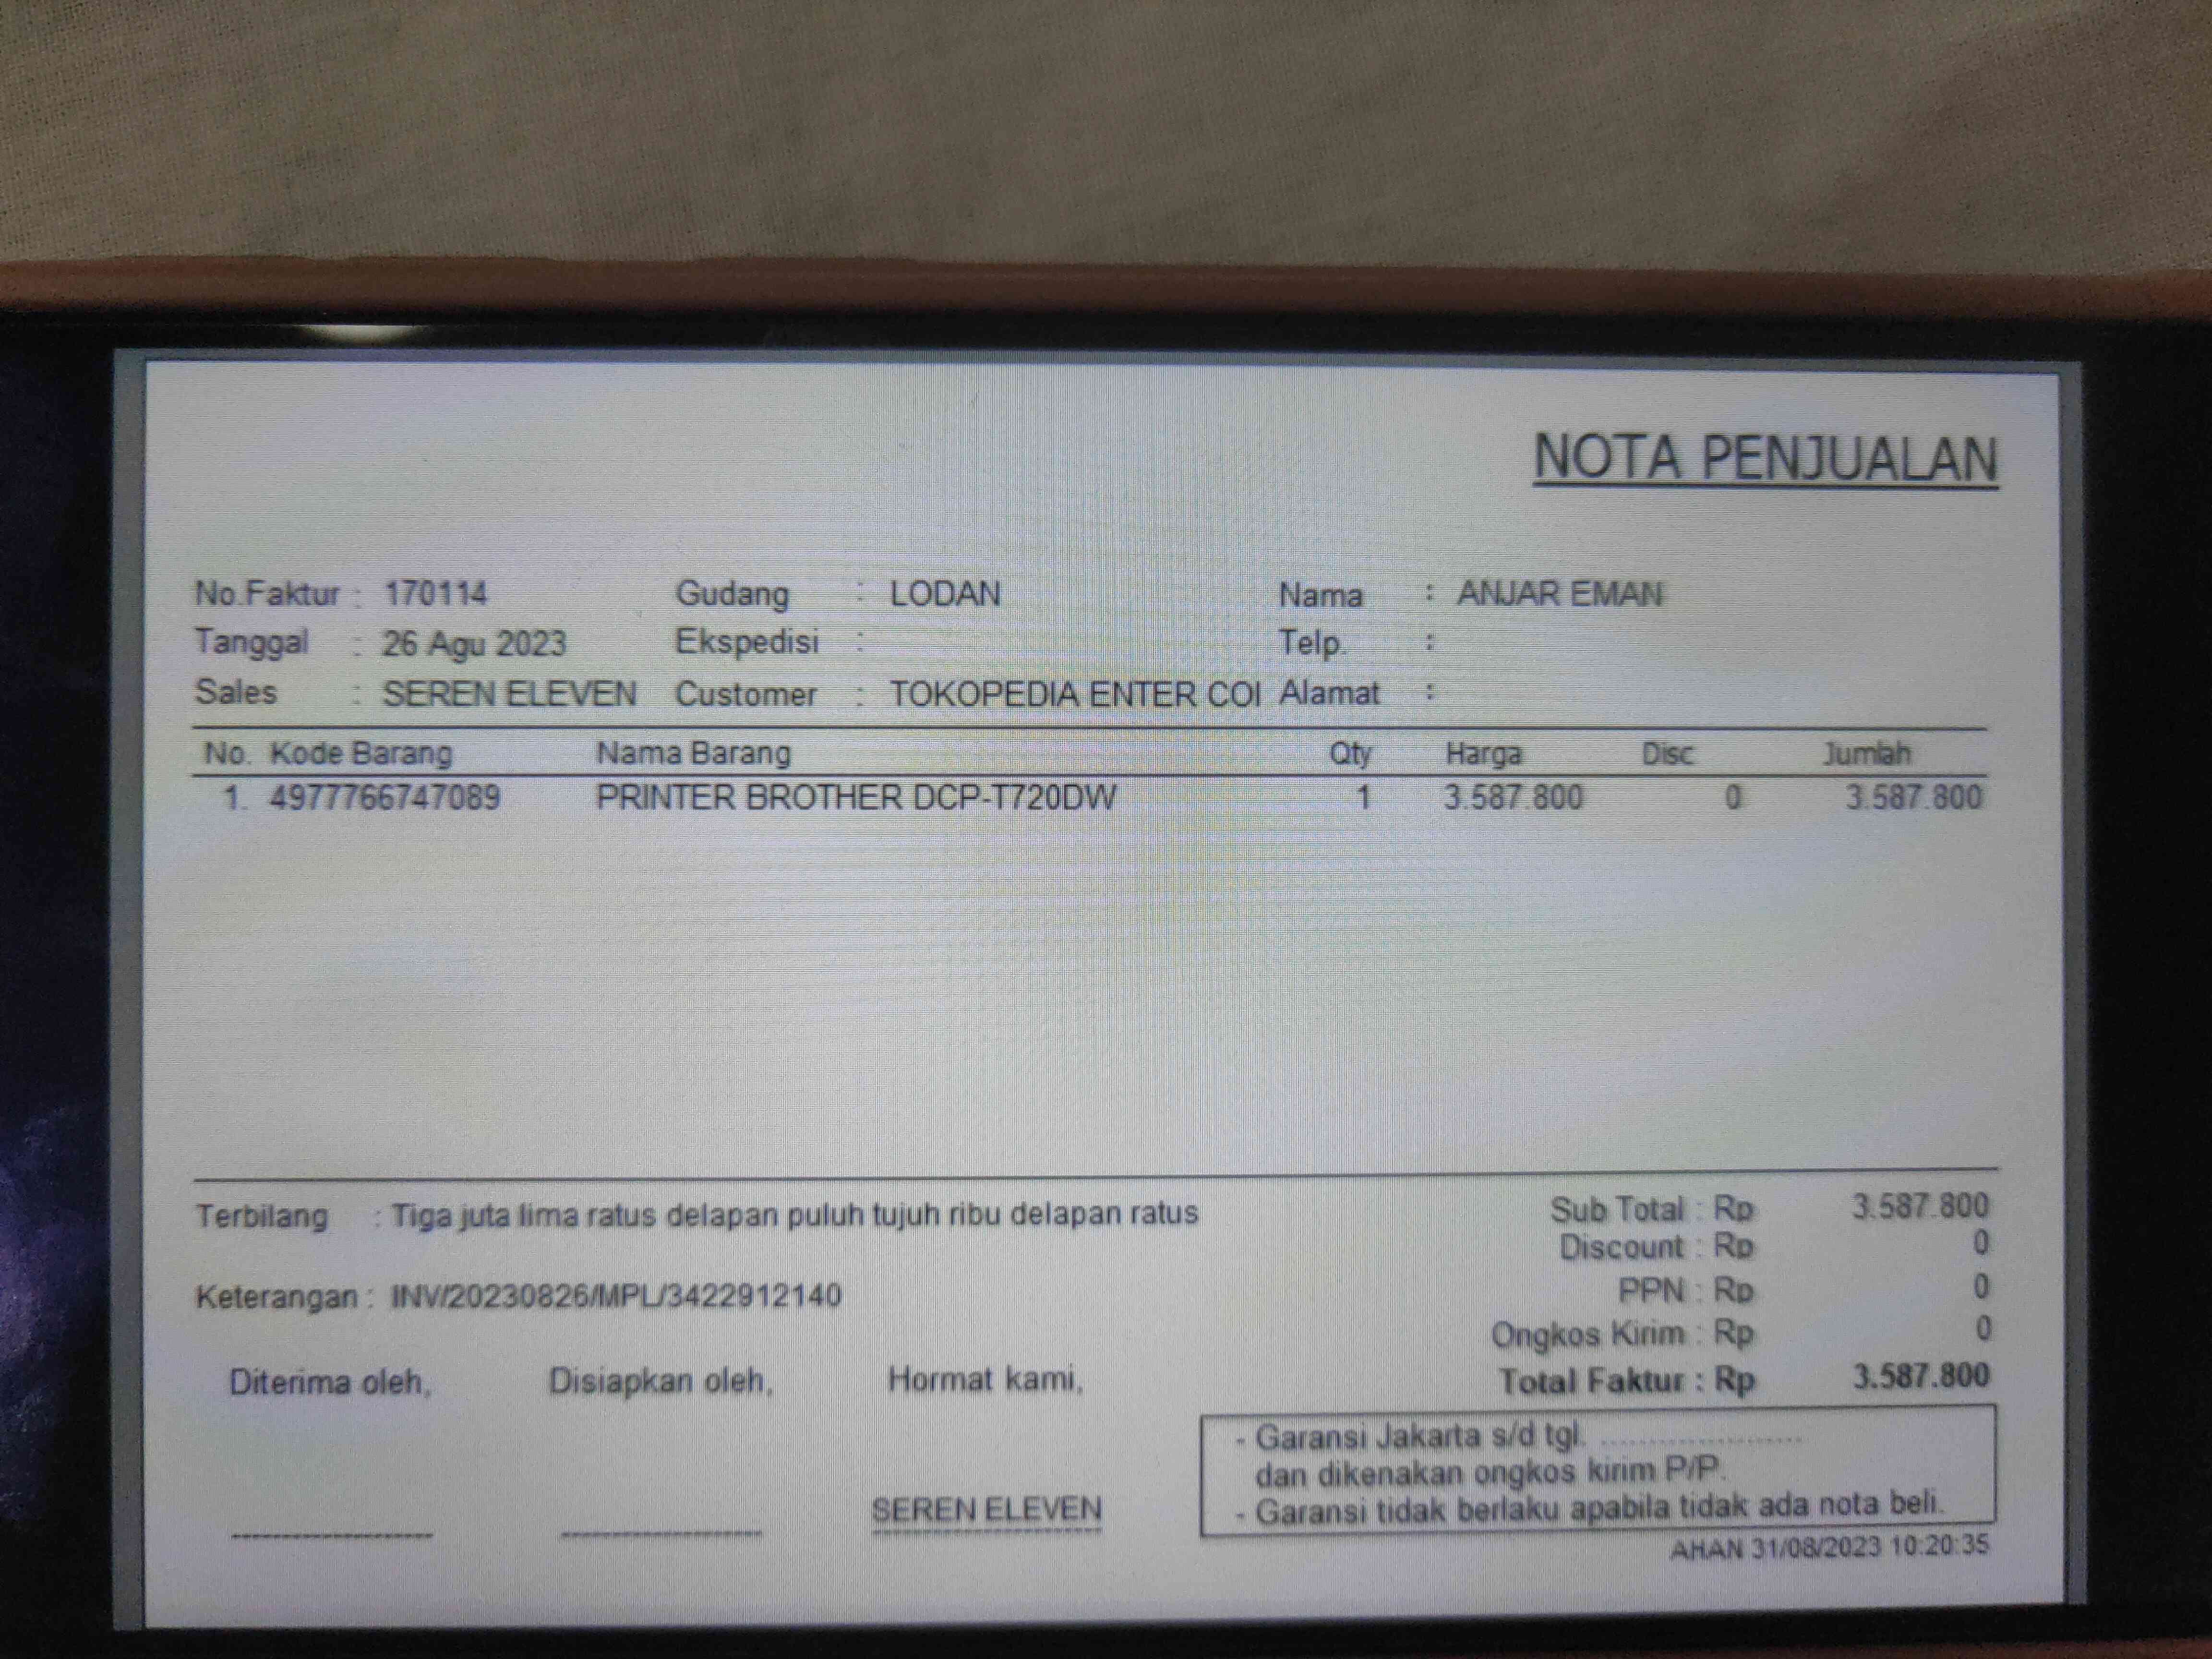 NOTA PENJUALAN
No.Faktur : 170114 Gudang : LODAN Nama : ANJAR EMAN
Tanggal : 26 Agu 2023 Ekspedisi : Telp. :
Sales : SEREN ELEVEN Customer : TOKOPEDIA ENTER COI Alamat :
No. Kode Barang Nama Barang Qty Harga Disc Jumlah
1. 4977766747089 PRINTER BROTHER DCP-T720DW 1 3.587.800 0 3.587.800
Terbilang : Tiga juta lima ratus delapan puluh tujuh ribu delapan ratus
Sub Total : Rp 3.587.800
Discount : Rp 0
Keterangan : INV/20230826/MPL/3422912140
PPN : Rp 0
Ongkos Kirim : Rp 0
Diterima oleh, Disiapkan oleh, Hormat kami,
Total Faktur : Rp 3.587.800
- Garansi Jakarta s/d tgl. ......................
dan dikenakan ongkos kirim P/P.
- Garansi tidak berlaku apabila tidak ada nota beli.
SEREN ELEVEN
AHAN 31/08/2023 10:20:35